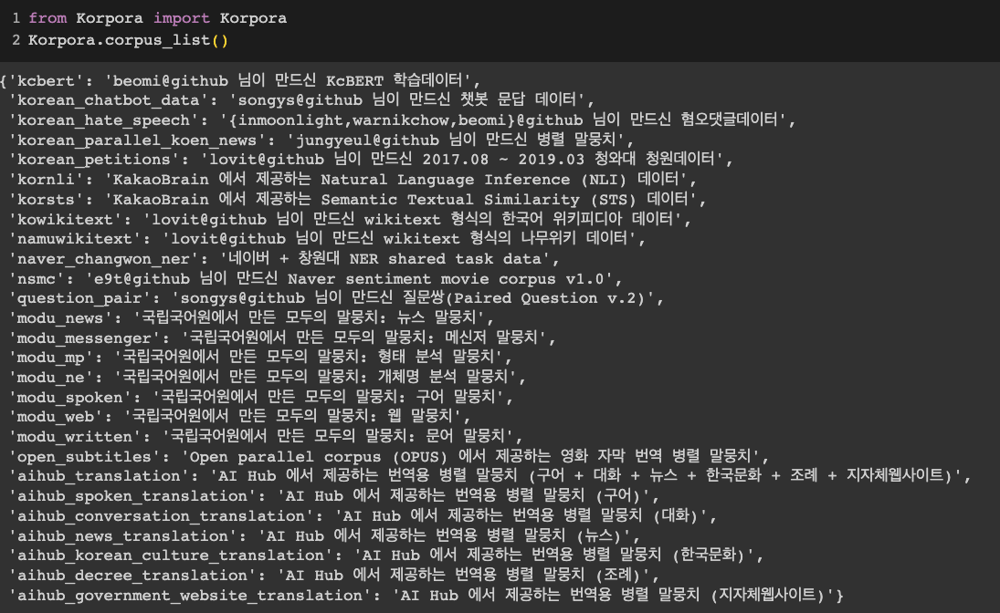 1 from Korpora import Korpora
2 Korpora.corpus_list()
{'kcbert': 'beomi@github 님이 만드신 KcBERT 학습데이터',
'korean_chatbot_data': 'songys@github 님이 만드신 챗봇 문답 데이터',
'korean_hate_speech': '{inmoonlight,warnikchow,beomi}@github 님이 만드신 혐오댓글데이터',
'korean_parallel_koen_news': 'jungyeul@github 님이 만드신 병렬 말뭉치',
'korean_petitions': 'lovit@github 님이 만드신 2017.08 ~ 2019.03 청와대 청원데이터',
'kornli': 'KakaoBrain 에서 제공하는 Natural Language Inference (NLI) 데이터',
'korsts': 'KakaoBrain 에서 제공하는 Semantic Textual Similarity (STS) 데이터',
'kowikitext': 'lovit@github 님이 만드신 wikitext 형식의 한국어 위키피디아 데이터',
'namuwikitext': 'lovit@github 님이 만드신 wikitext 형식의 나무위키 데이터',
'naver_changwon_ner': '네이버 + 창원대 NER shared task data',
'nsmc': 'e9t@github 님이 만드신 Naver sentiment movie corpus v1.0',
'question_pair': 'songys@github 님이 만드신 질문쌍(Paired Question v.2)',
'modu_news': '국립국어원에서 만든 모두의 말뭉치: 뉴스 말뭉치',
'modu_messenger': '국립국어원에서 만든 모두의 말뭉치: 메신저 말뭉치',
'modu_mp': '국립국어원에서 만든 모두의 말뭉치: 형태 분석 말뭉치',
'modu_ne': '국립국어원에서 만든 모두의 말뭉치: 개체명 분석 말뭉치',
'modu_spoken': '국립국어원에서 만든 모두의 말뭉치: 구어 말뭉치',
'modu_web': '국립국어원에서 만든 모두의 말뭉치: 웹 말뭉치',
'modu_written': '국립국어원에서 만든 모두의 말뭉치: 문어 말뭉치',
'open_subtitles': 'Open parallel corpus (OPUS) 에서 제공하는 영화 자막 번역 병렬 말뭉치',
'aihub_translation': 'AI Hub 에서 제공하는 번역용 병렬 말뭉치 (구어 + 대화 + 뉴스 + 한국문화 + 조례 + 지자체웹사이트)',
'aihub_spoken_translation': 'AI Hub 에서 제공하는 번역용 병렬 말뭉치 (구어)',
'aihub_conversation_translation': 'AI Hub 에서 제공하는 번역용 병렬 말뭉치 (대화)',
'aihub_news_translation': 'AI Hub 에서 제공하는 번역용 병렬 말뭉치 (뉴스)',
'aihub_korean_culture_translation': 'AI Hub 에서 제공하는 번역용 병렬 말뭉치 (한국문화)',
'aihub_decree_translation': 'AI Hub 에서 제공하는 번역용 병렬 말뭉치 (조례)',
'aihub_government_website_translation': 'AI Hub 에서 제공하는 번역용 병렬 말뭉치 (지자체웹사이트)'}